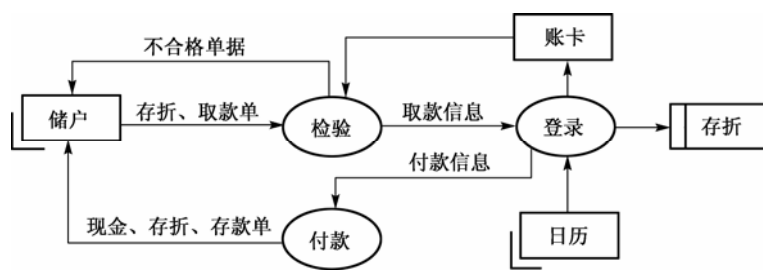 不合格单据
账卡
储户
存折、取款单
检验
取款信息
登录
存折
付款信息
现金、存折、存款单
付款
日历